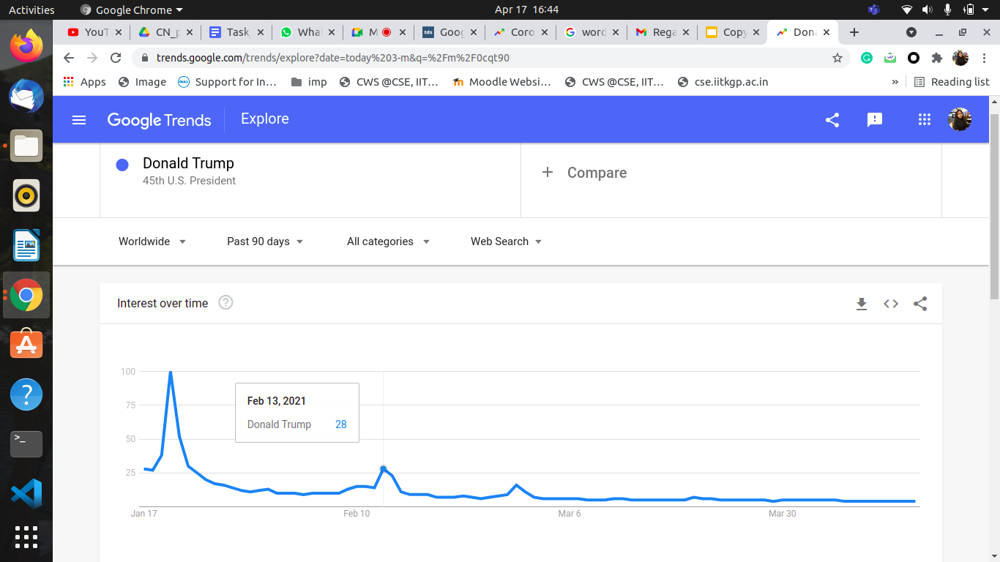 Activities Google Chrome Apr 17 16:44
YouT CN_p Task_ What M Goog Coro word Rega Copy Dona
trends.google.com/trends/explore?date=today%203-m&q=%2Fm%2F0cqt90
Apps Image Support for In... imp CWS @CSE, IIT... Moodle Websi... CWS @CSE, IIT... cse.iitkgp.ac.in » Reading list
Google Trends Explore
Donald Trump
45th U.S. President
+ Compare
Worldwide Past 90 days All categories Web Search
Interest over time
100
75
50
25
Feb 13, 2021
Donald Trump 28
Jan 17 Feb 10 Mar 6 Mar 30